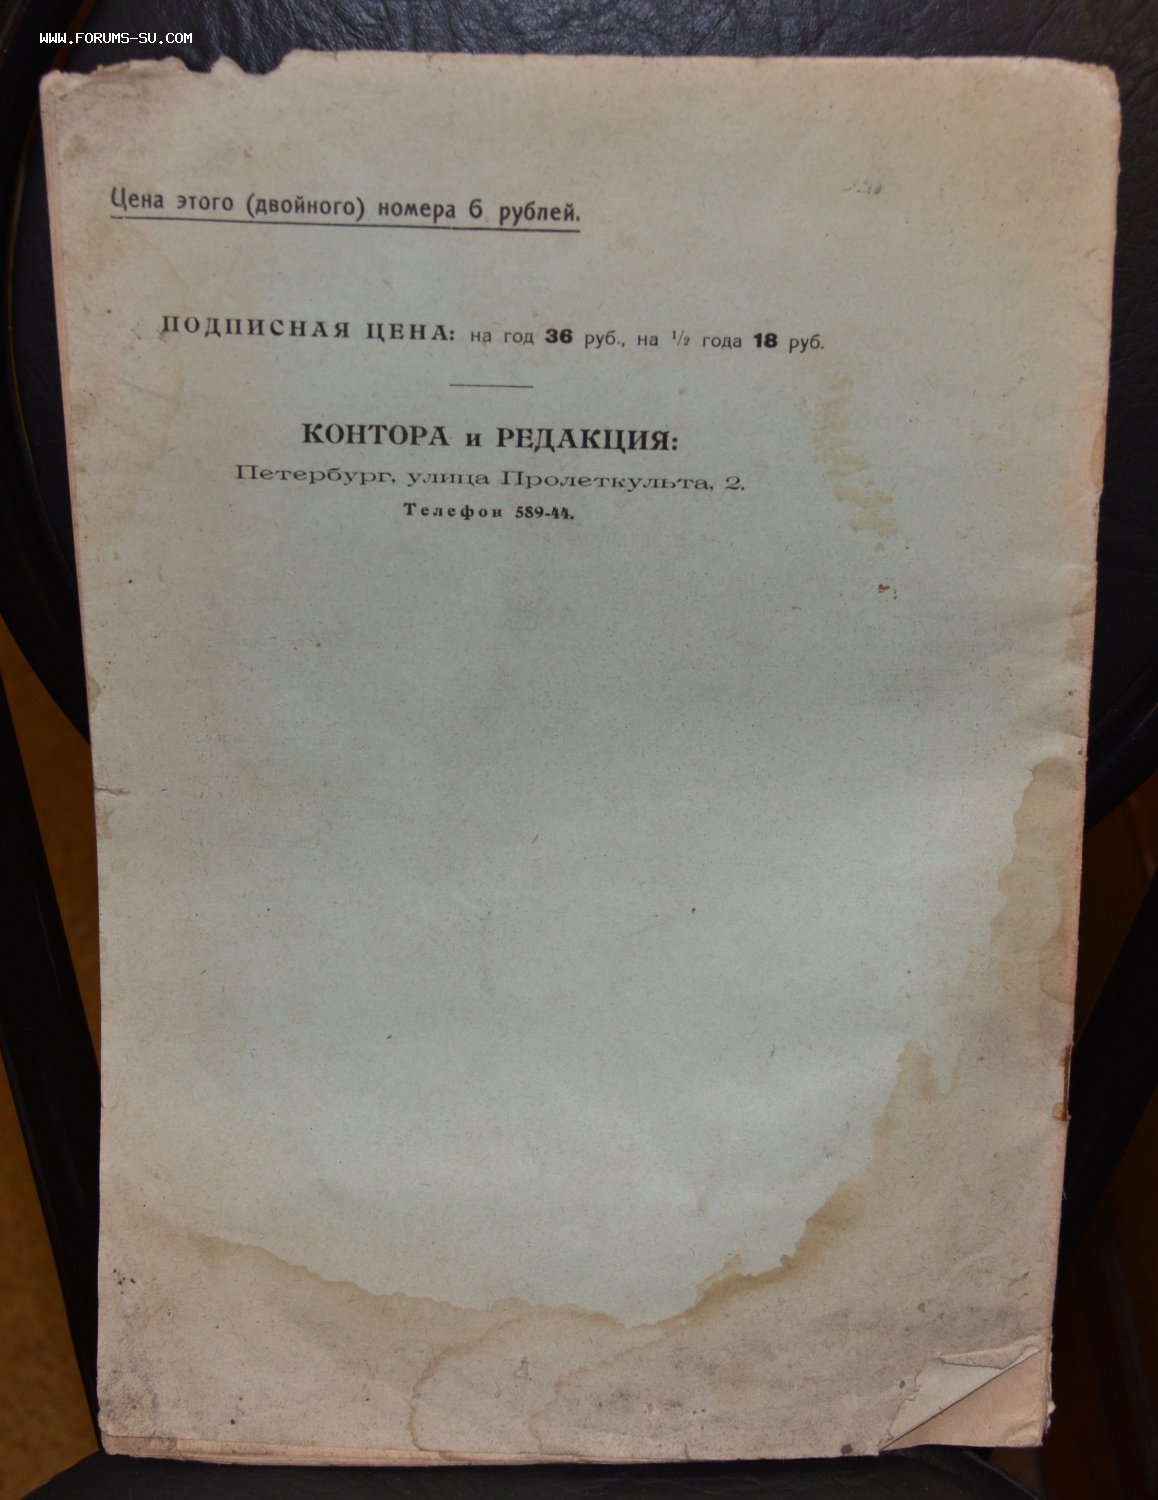 WWW.FORUMS-SU.COM
Цена этого (двойного) номера 6 рублей.
ПОДПИСНАЯ ЦЕНА: на год 36 руб., на 1/2 года 18 руб.
КОНТОРА и РЕДАКЦИЯ:
Петербург, улица Пролеткульта, 2.
Телефон 589-44.